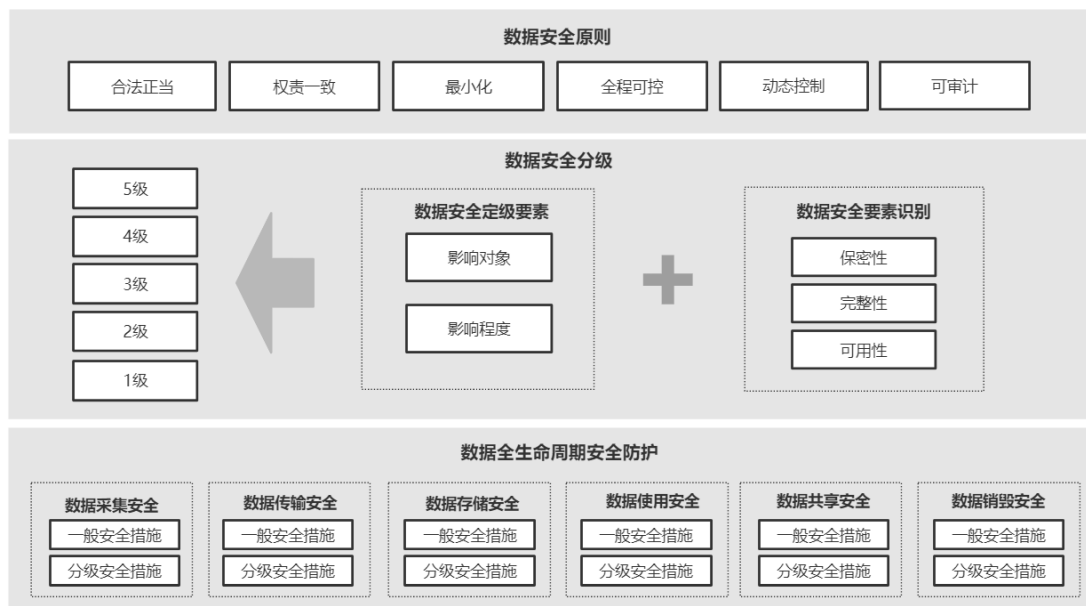 数据安全原则
合法正当 权责一致 最小化 全程可控 动态控制 可审计
数据安全分级
5级
4级
3级
2级
1级
数据安全定级要素
影响对象
影响程度
数据安全要素识别
保密性
完整性
可用性
数据全生命周期安全防护
数据采集安全
一般安全措施
分级安全措施
数据传输安全
一般安全措施
分级安全措施
数据存储安全
一般安全措施
分级安全措施
数据使用安全
一般安全措施
分级安全措施
数据共享安全
一般安全措施
分级安全措施
数据销毁安全
一般安全措施
分级安全措施